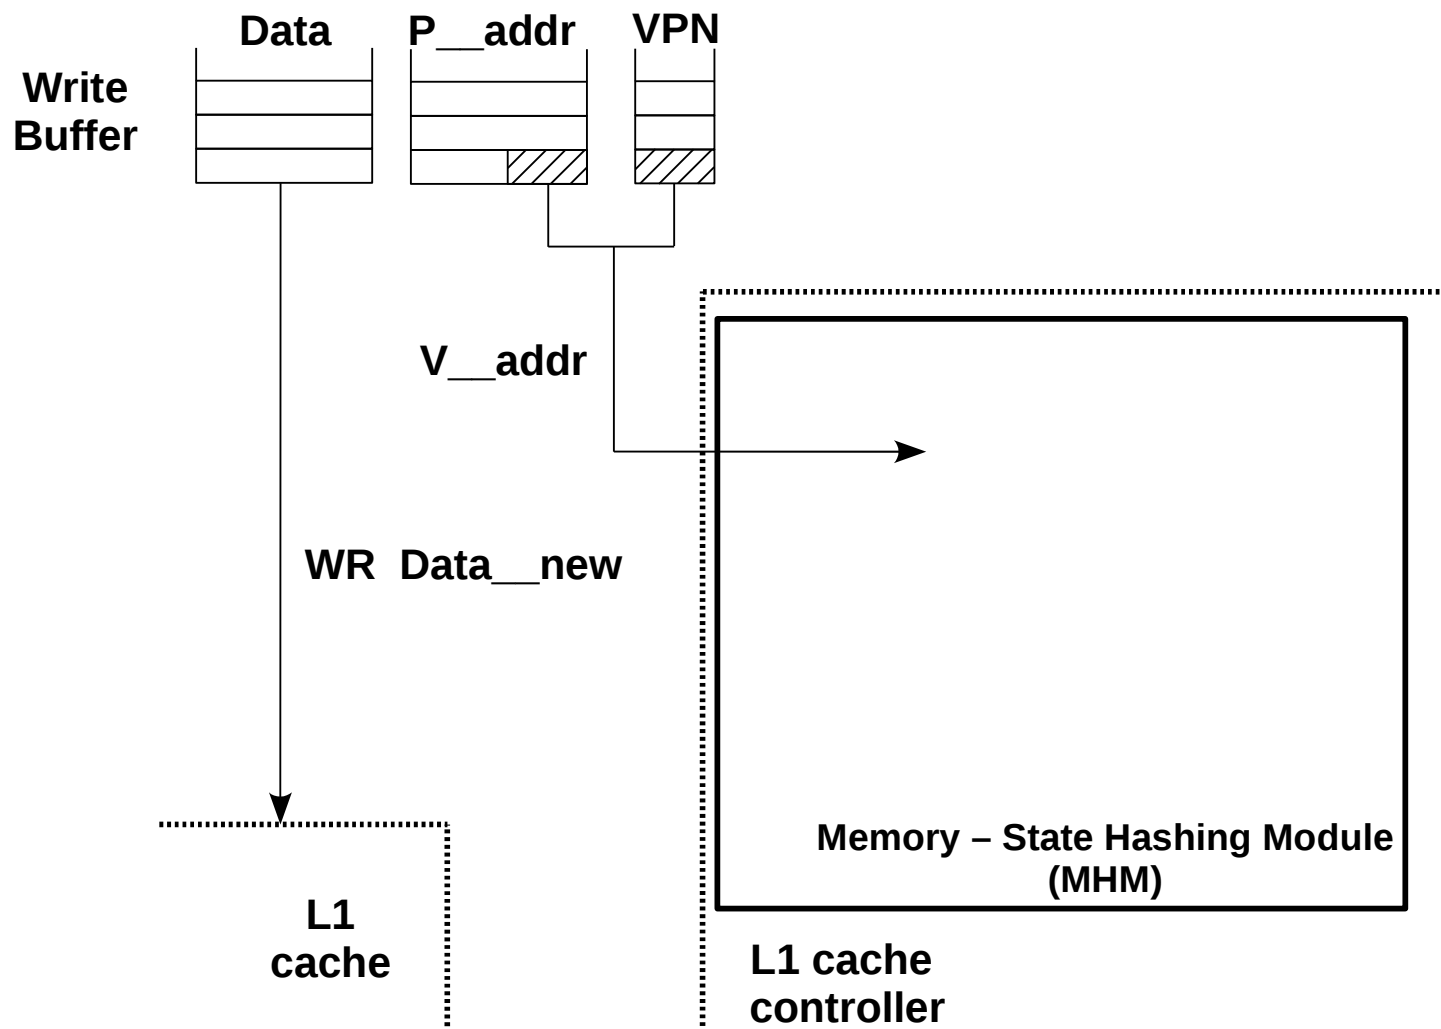 Data P__addr VPN
Write
Buffer
V__addr
WR Data__new
Memory – State Hashing Module
(MHM)
L1
cache
L1 cache
controller